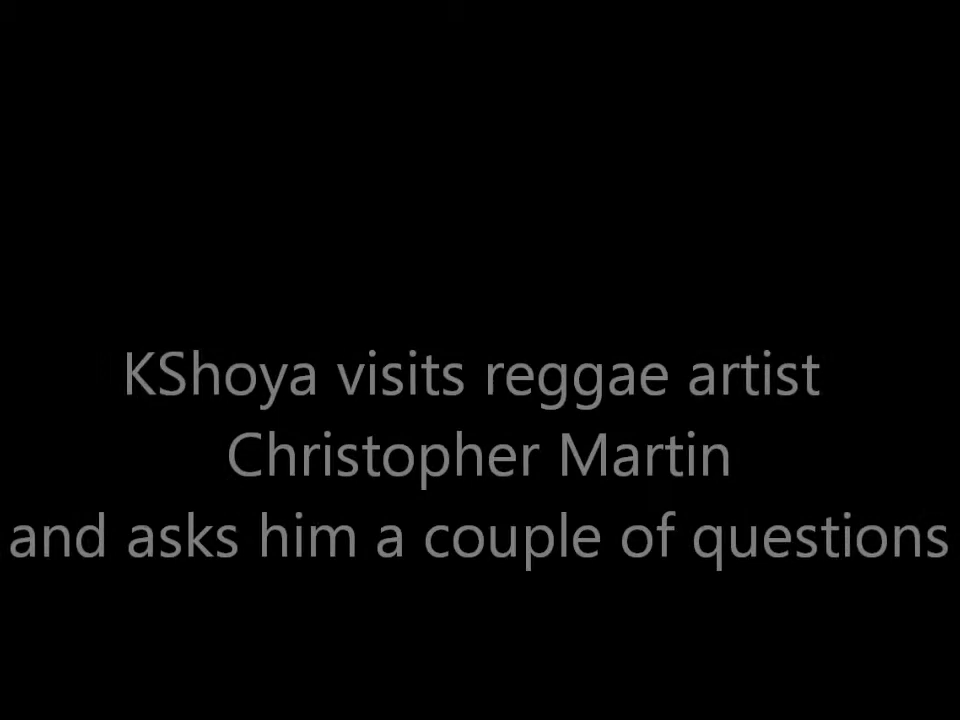 KShoya visits reggae artist
Christopher Martin
and asks him a couple of questions